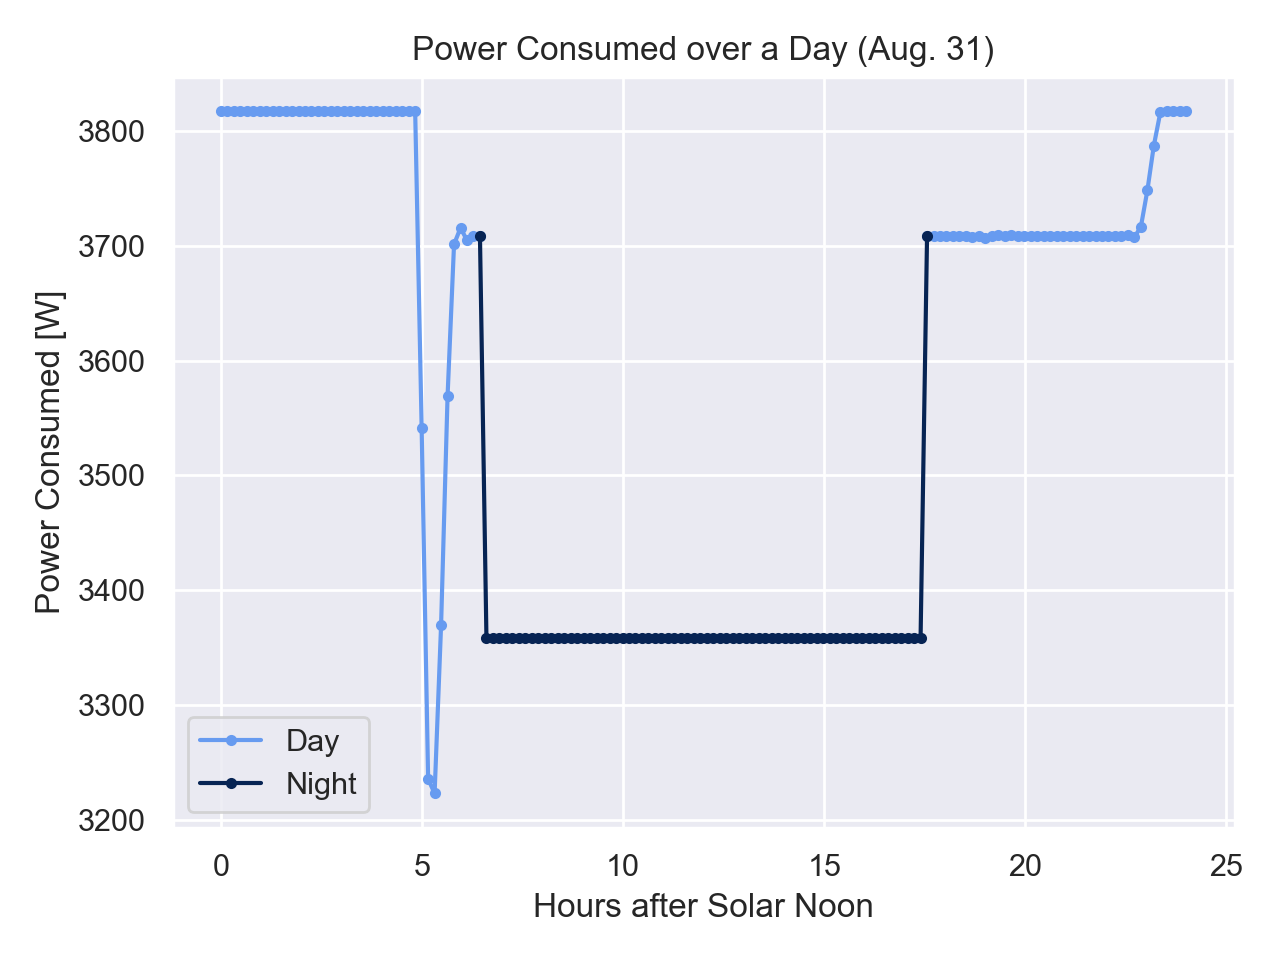 Power Consumed over a Day (Aug. 31)
3800
3700
3600
3500
3400
3300
3200
Power Consumed [W]
Day
Night
0 5 10 15 20 25
Hours after Solar Noon